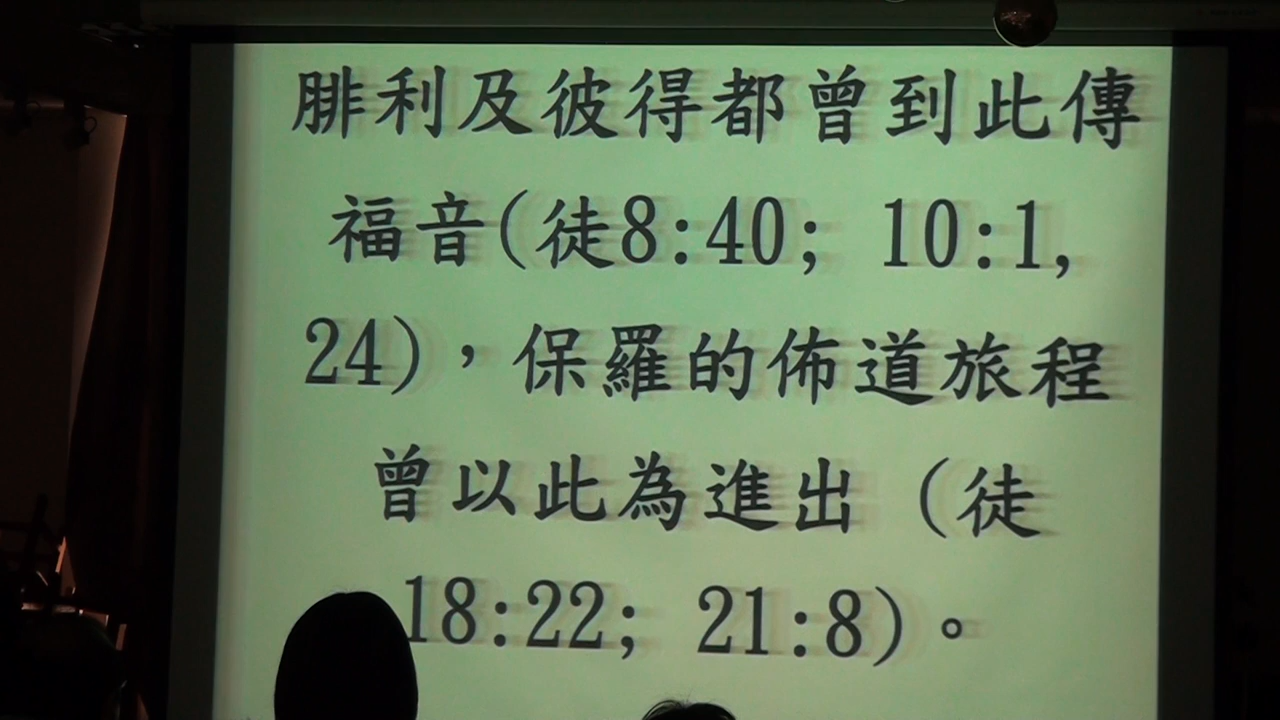 腓利及彼得都曾到此傳
福音(徒8:40; 10:1,
24)，保羅的佈道旅程
曾以此為進出 (徒
18:22; 21:8)。